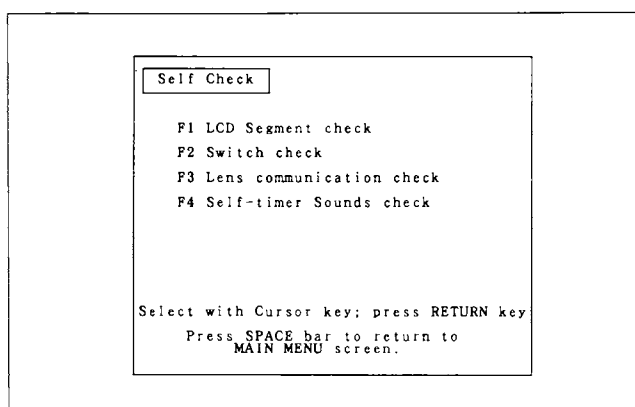 Self Check
F1 LCD Segment check
F2 Switch check
F3 Lens communication check
F4 Self-timer Sounds check
Select with Cursor key; press RETURN key
Press SPACE bar to return to
MAIN MENU screen.